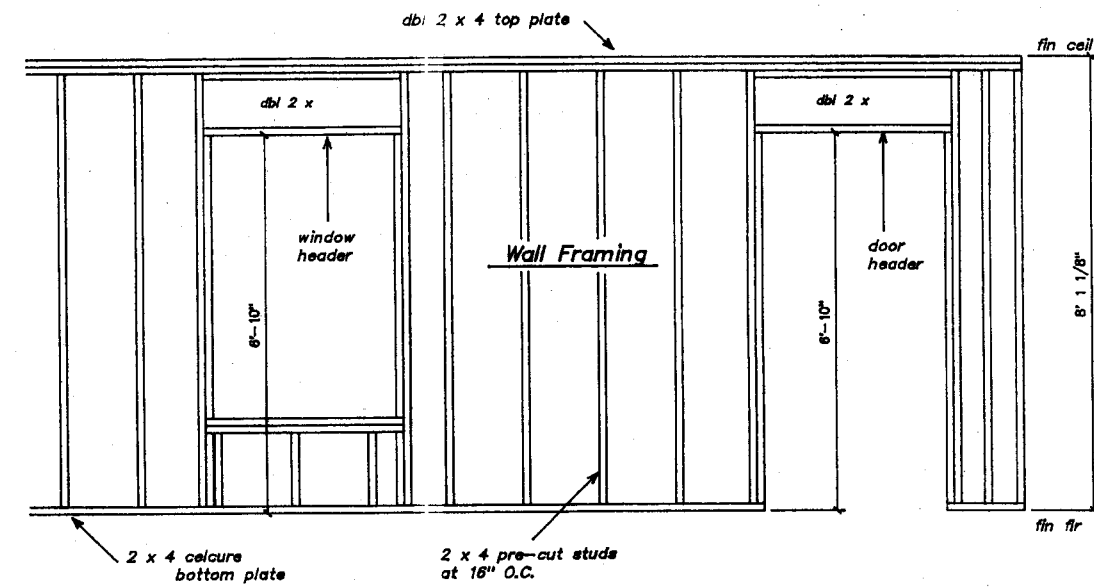 dbl 2 x 4 top plate
fin ceil
dbl 2 x
dbl 2 x
window
header
Wall Framing
door
header
6'-10"
6'-10"
8' 1 1/8"
2 x 4 celcure
bottom plate
2 x 4 pre-cut studs
at 16" O.C.
fin flr